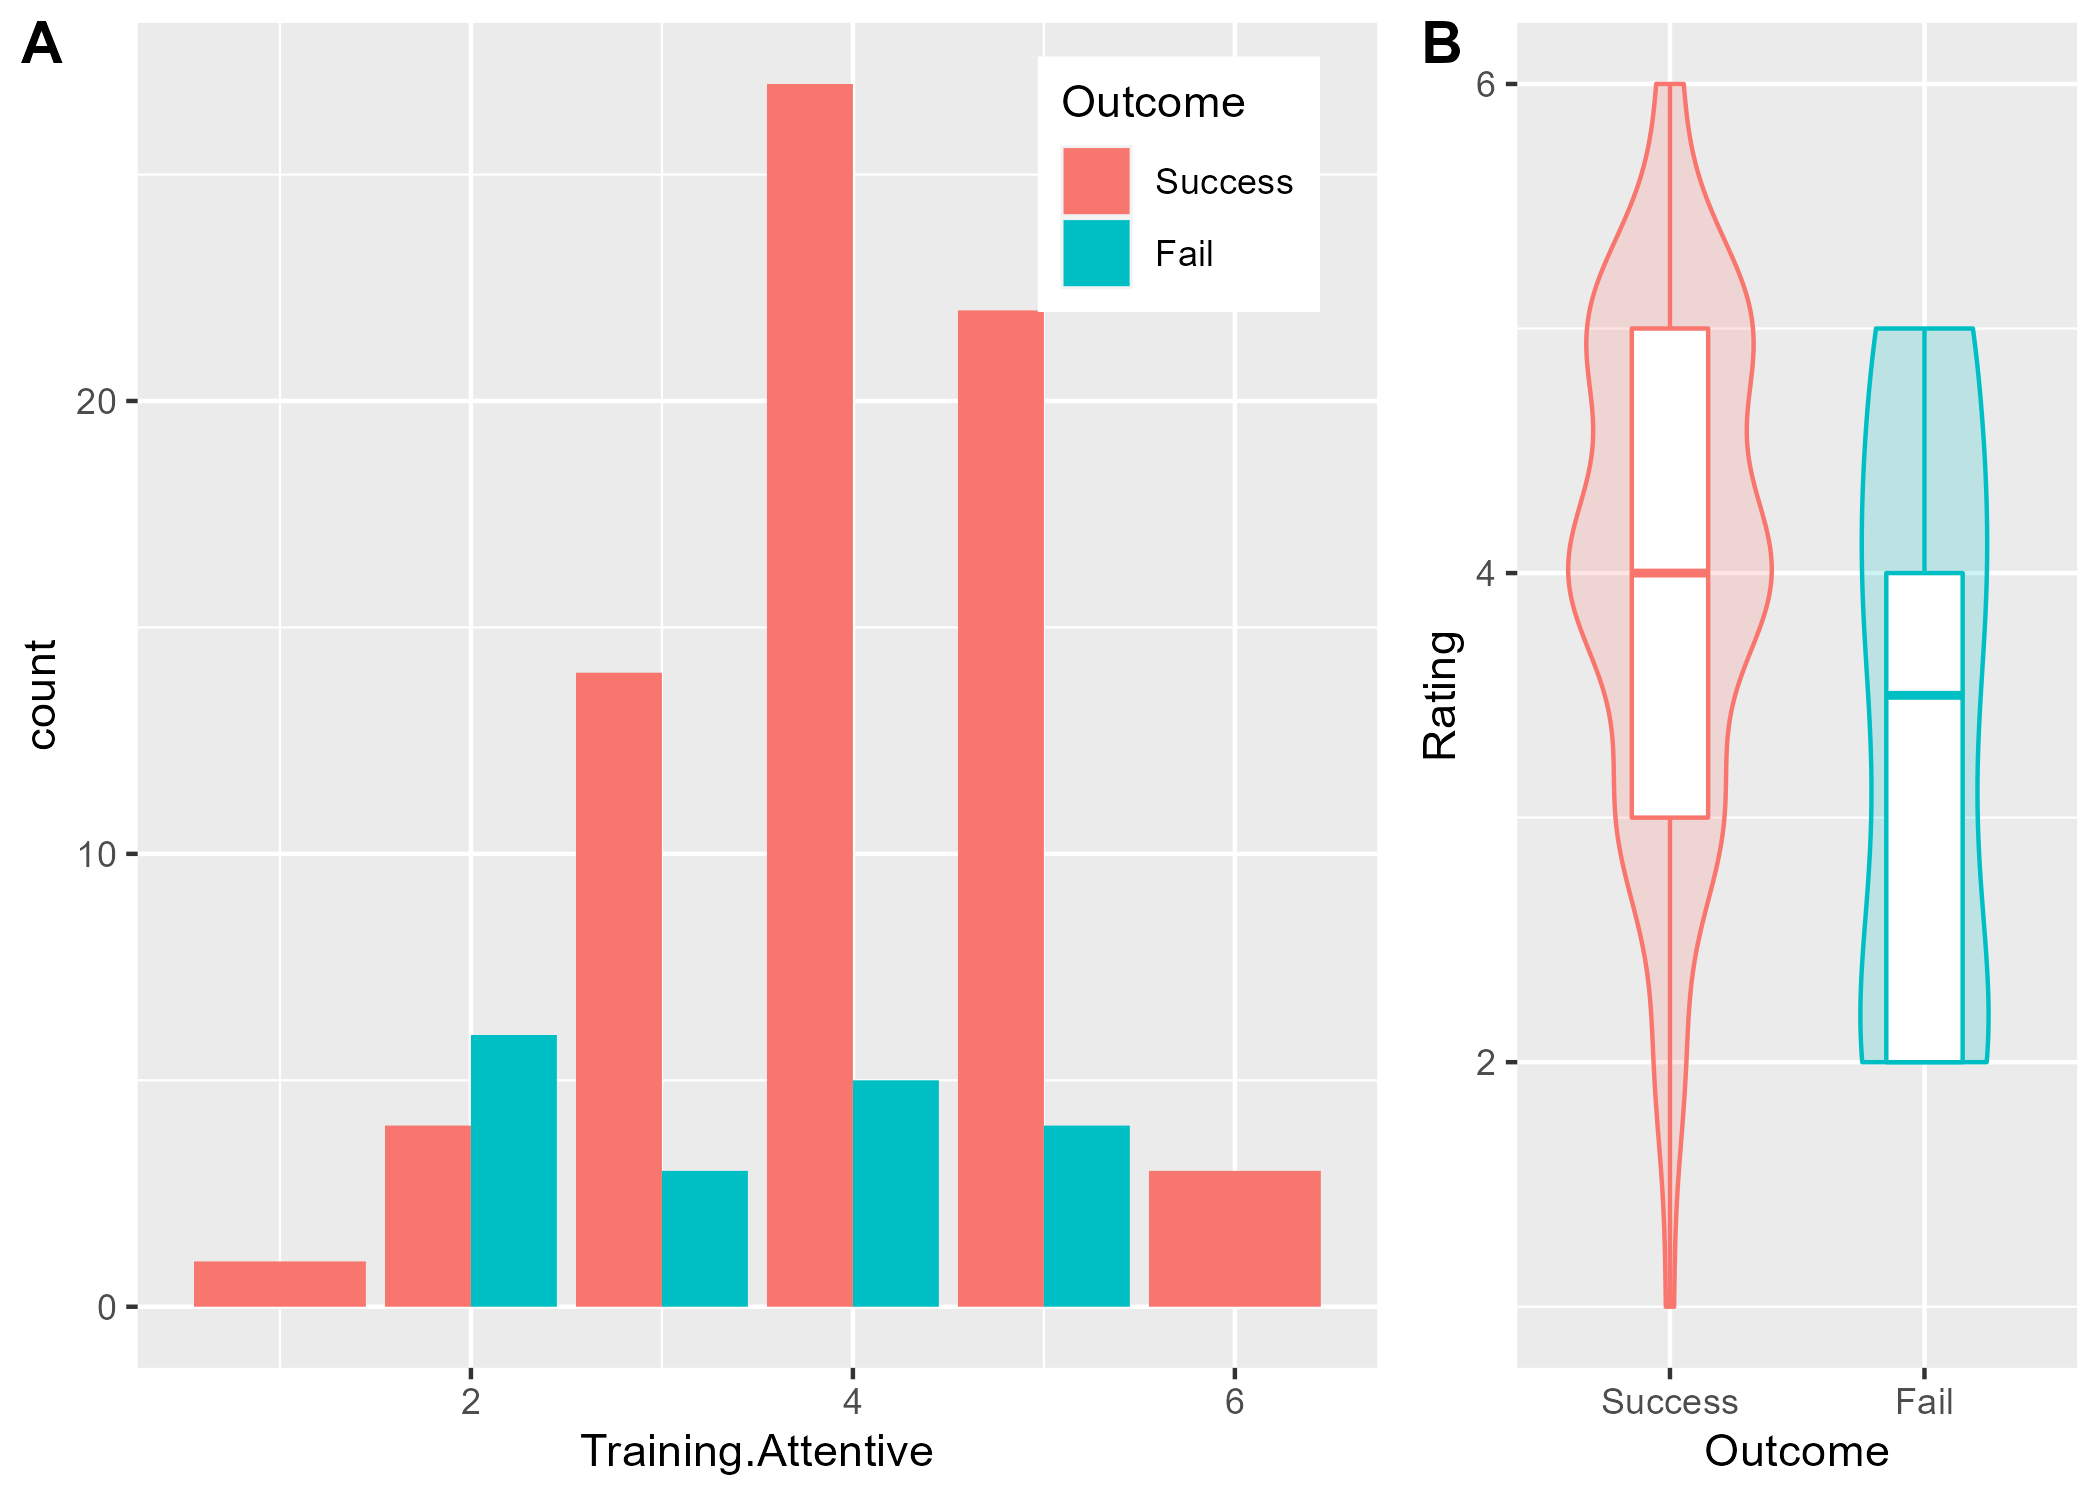 A
Outcome
Success
Fail
20
10
0
count
2
4
6
Training.Attentive
B
6
4
2
Rating
Success
Fail
Outcome